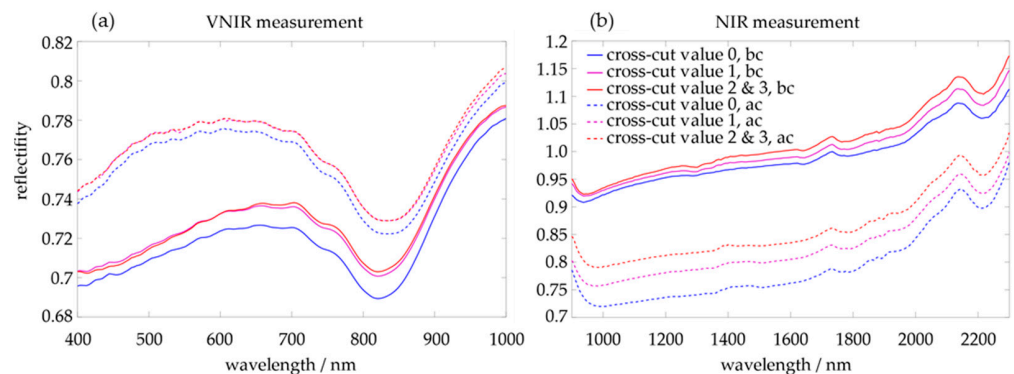 (a) VNIR measurement
0.82
0.8
0.78
0.76
0.74
0.72
0.7
0.68
reflectifity
400 500 600 700 800 900 1000
wavelength / nm
(b) NIR measurement
1.2
1.15
1.1
1.05
1.0
0.95
0.9
0.85
0.8
0.75
0.7
cross-cut value 0, bc
cross-cut value 1, bc
cross-cut value 2 & 3, bc
cross-cut value 0, ac
cross-cut value 1, ac
cross-cut value 2 & 3, ac
1000 1200 1400 1600 1800 2000 2200
wavelength / nm